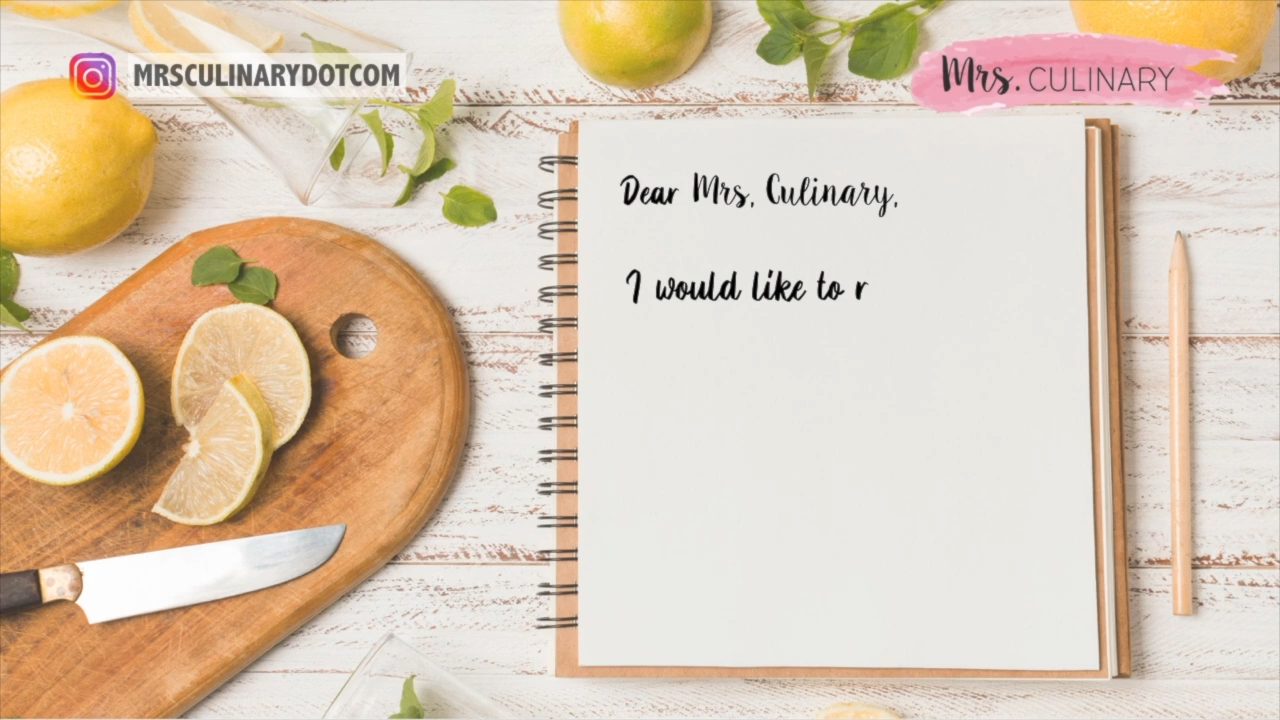 MRSCULINARYDOTCOM
Mrs. CULINARY
Dear Mrs. Culinary,
I would like to r